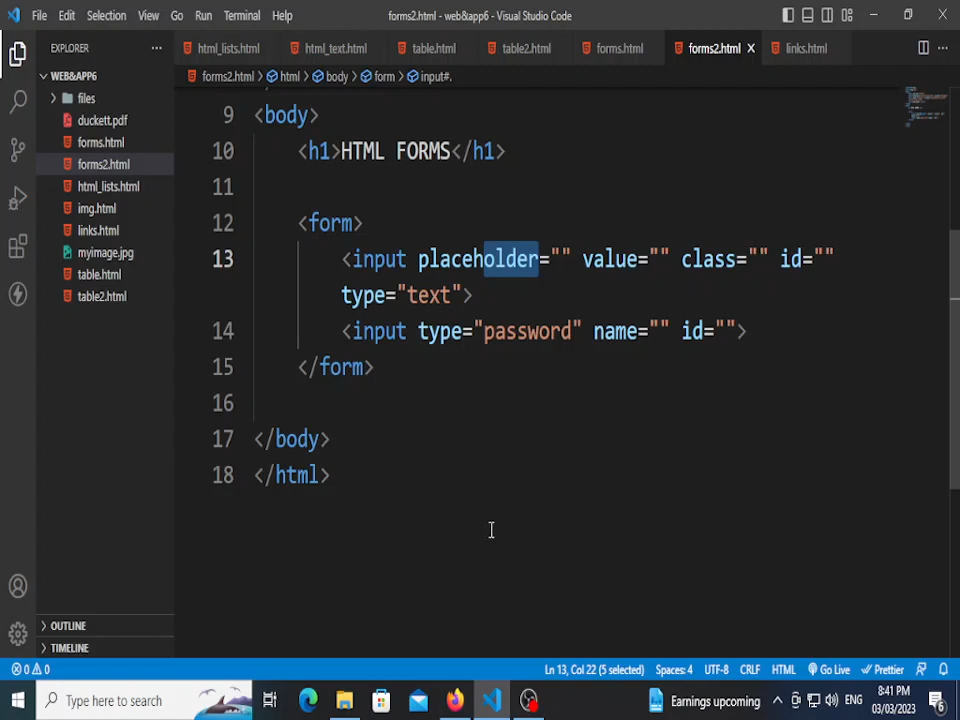 File Edit Selection View Go Run Terminal Help forms2.html - web&app6 - Visual Studio Code
EXPLORER
html_lists.html html_text.html table.html table2.html forms.html forms2.html links.html
WEB&APP6
forms2.html > html > body > form > input#.
files
duckett.pdf
forms.html
forms2.html
html_lists.html
img.html
links.html
myimage.jpg
table.html
table2.html
9 <body>
10 <h1>HTML FORMS</h1>
11
12 <form>
13 <input placeholder="" value="" class="" id=""
type="text">
14 <input type="password" name="" id="">
15 </form>
16
17 </body>
18 </html>
OUTLINE
TIMELINE
0 0 Ln 13, Col 22 (5 selected) Spaces: 4 UTF-8 CRLF HTML Go Live Prettier
Type here to search Earnings upcoming ENG 8:41 PM
03/03/2023 6